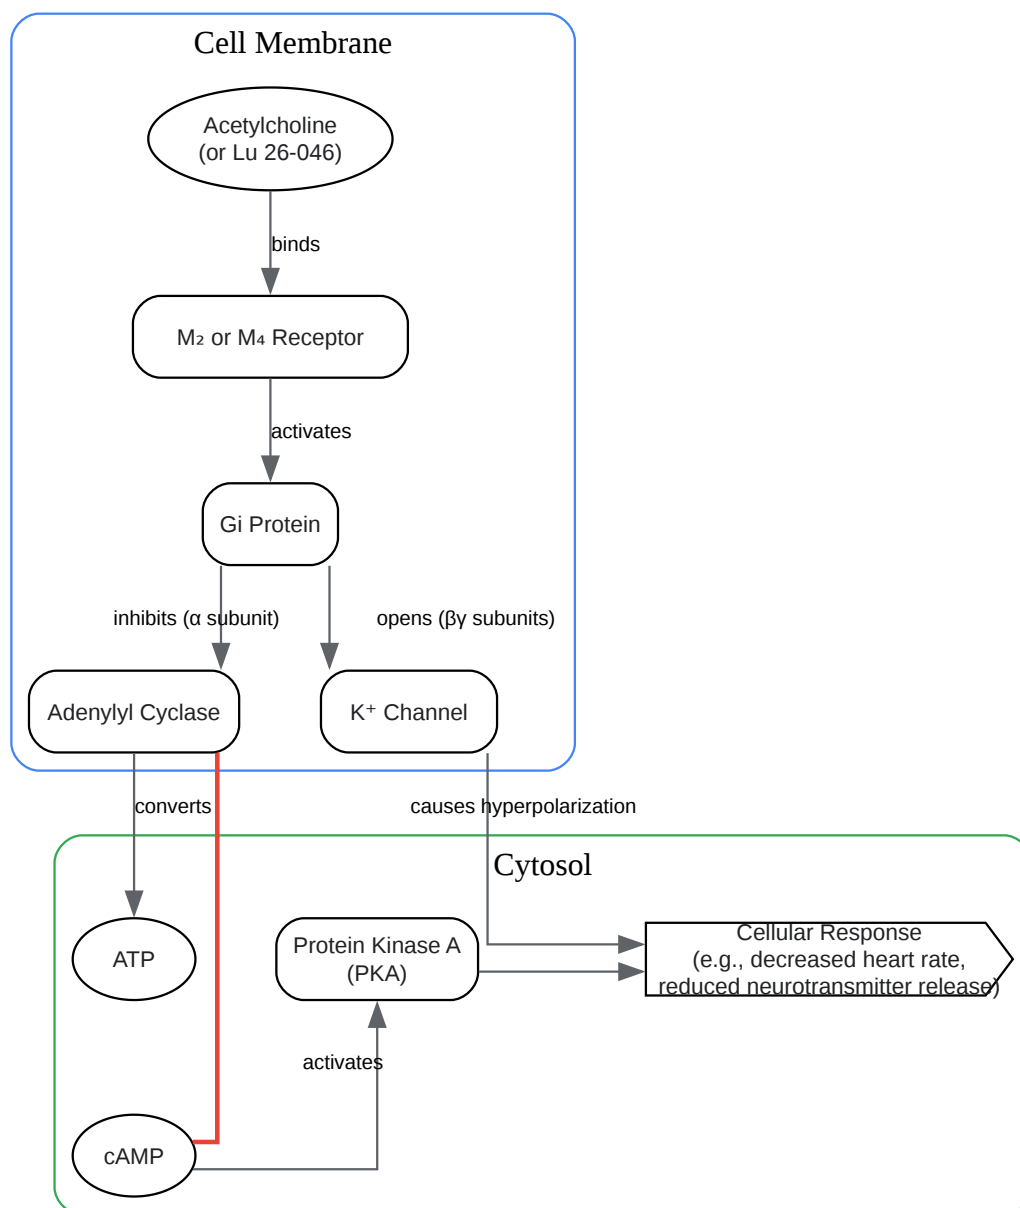 Cell Membrane
Acetylcholine
(or Lu 26-046)
binds
M₂ or M₄ Receptor
activates
Gi Protein
inhibits (α subunit)
opens (βγ subunits)
Adenylyl Cyclase
K⁺ Channel
converts
causes hyperpolarization
Cytosol
ATP
Protein Kinase A
(PKA)
Cellular Response
(e.g., decreased heart rate,
reduced neurotransmitter release)
activates
cAMP